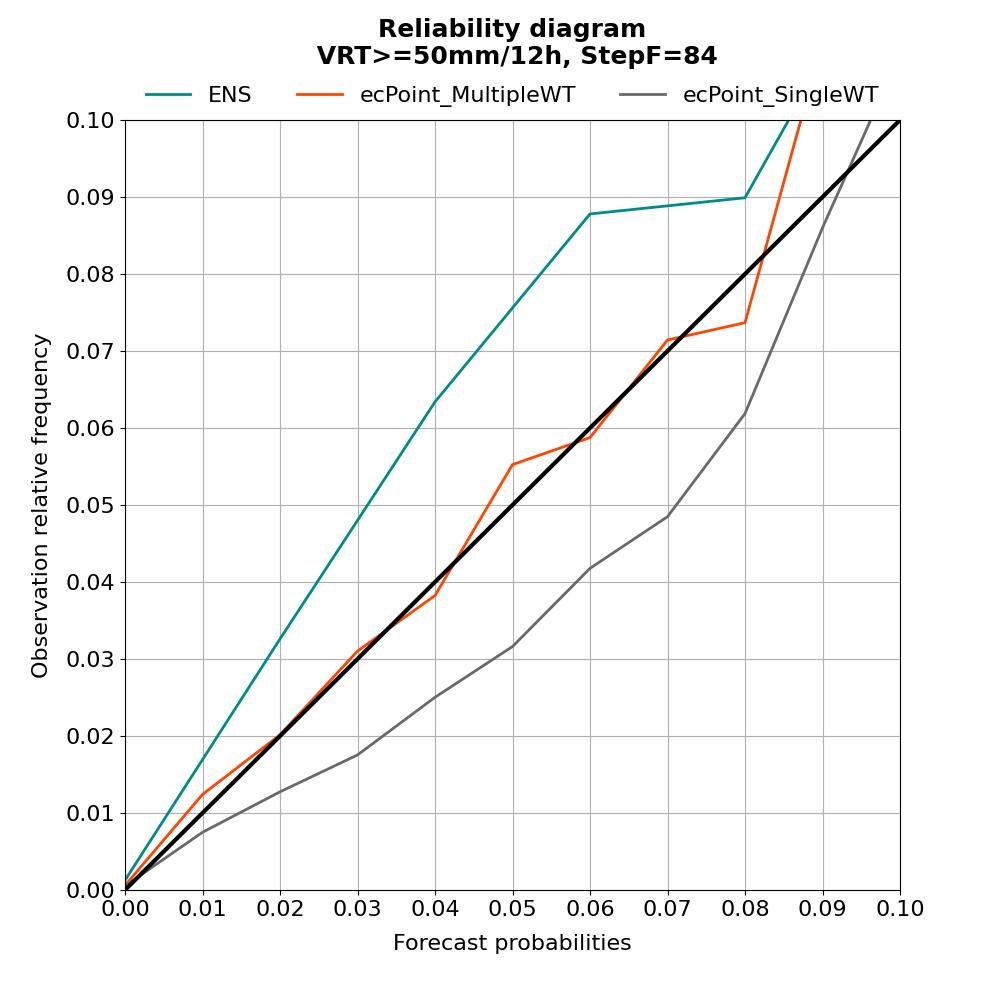 Reliability diagram
VRT>=50mm/12h, StepF=84
ENS ecPoint_MultipleWT ecPoint_SingleWT
0.10
0.09
0.08
0.07
0.06
0.05
0.04
0.03
0.02
0.01
0.00
Observation relative frequency
0.00 0.01 0.02 0.03 0.04 0.05 0.06 0.07 0.08 0.09 0.10
Forecast probabilities